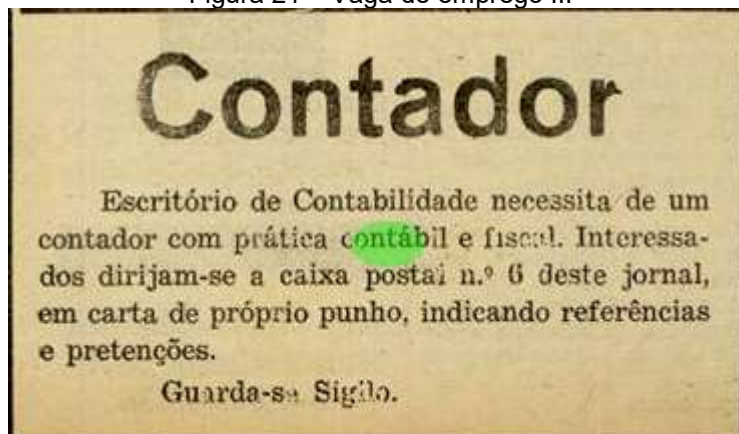 Contador
Escritório de Contabilidade necessita de um
contador com prática contábil e fiscal. Interessa-
dos dirijam-se a caixa postal n.º 6 deste jornal,
em carta de próprio punho, indicando referências
e pretenções.
Guarda-se Sigilo.